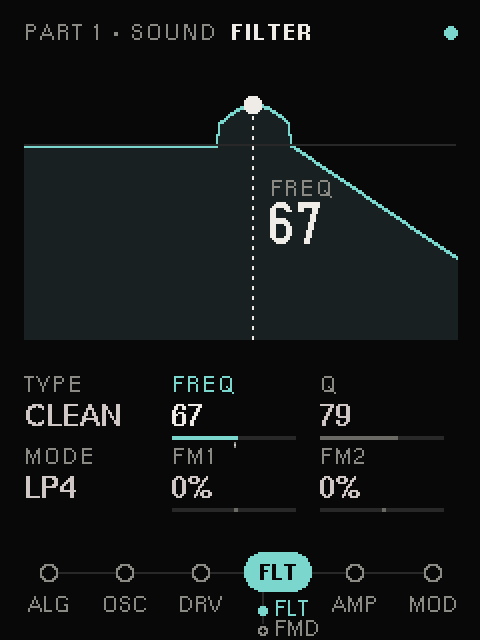 PART 1 · SOUND FILTER
FREQ
67
TYPE FREQ Q
CLEAN 67 79
MODE FM1 FM2
LP4 0% 0%
FLT
ALG OSC DRV FLT AMP MOD
FMD